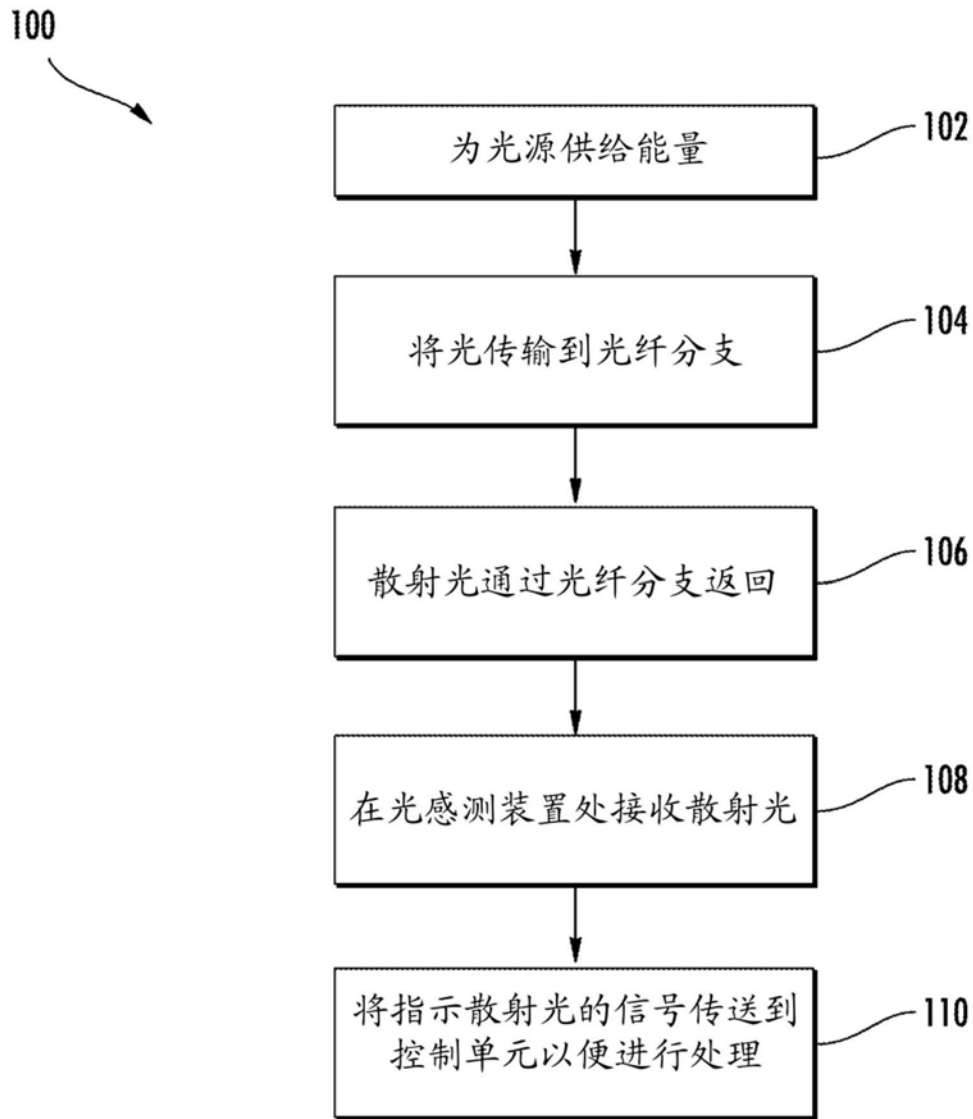 100
为光源供给能量
102
将光传输到光纤分支
104
散射光通过光纤分支返回
106
在光感测装置处接收散射光
108
将指示散射光的信号传送到
控制单元以便进行处理
110